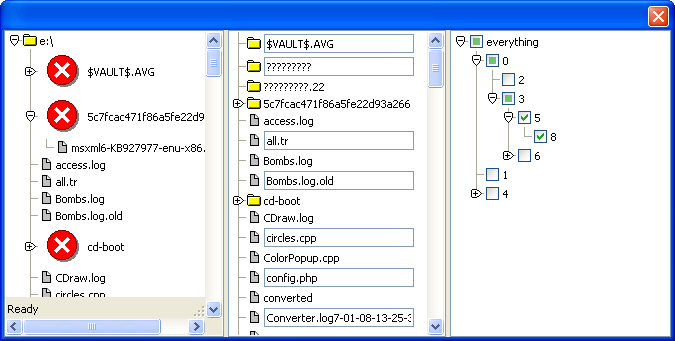 e:\
$VAULT$.AVG
5c7fcac471f86a5fe22d9
msxml6-KB927977-enu-x86.
access.log
all.tr
Bombs.log
Bombs.log.old
cd-boot
CDraw.log
circles.cpp
Ready
$VAULT$.AVG
?????????
?????????.22
5c7fcac471f86a5fe22d93a266
access.log
all.tr
Bombs.log
Bombs.log.old
cd-boot
CDraw.log
circles.cpp
ColorPopup.cpp
config.php
converted
Converter.log7-01-08-13-25-3
everything
0
2
3
5
8
6
1
4